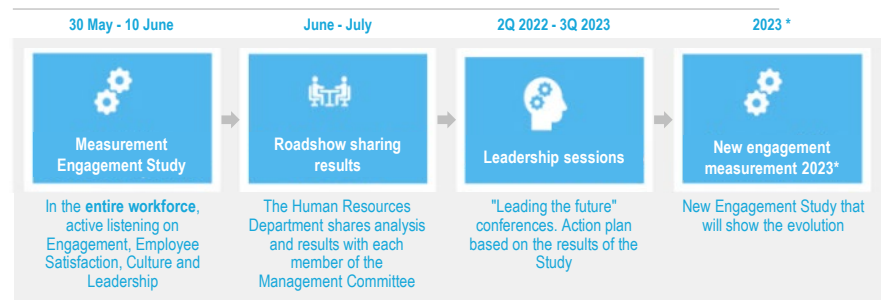 30 May - 10 June
June - July
2Q 2022 - 3Q 2023
2023 *
Measurement
Engagement Study
Roadshow sharing
results
Leadership sessions
New engagement
measurement 2023*
In the entire workforce,
active listening on
Engagement, Employee
Satisfaction, Culture and
Leadership
The Human Resources
Department shares analysis
and results with each
member of the
Management Committee
"Leading the future"
conferences. Action plan
based on the results of the
Study
New Engagement Study that
will show the evolution